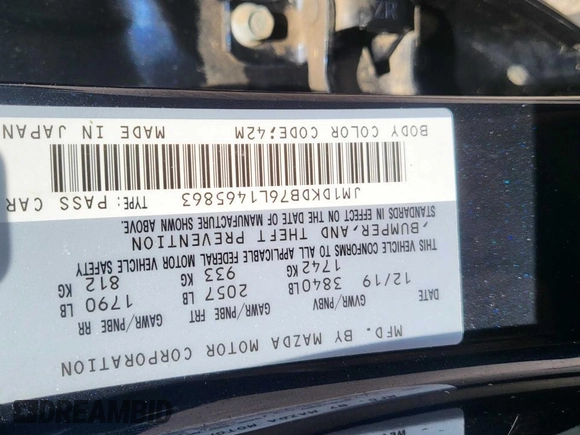 MFD. BY MAZDA MOTOR CORPORATION
DATE GVWR/PNBV GAWR/PNBE FRT GAWR/PNBE RR
12/19 3840LB 2057 LB 1790 LB
1742KG 933 KG 812 KG
THIS VEHICLE CONFORMS TO ALL APPLICABLE FEDERAL MOTOR VEHICLE SAFETY
,BUMPER,AND THEFT PREVENTION
STANDARDS IN EFFECT ON THE DATE OF MANUFACTURE SHOWN ABOVE.
JM1DKDB76L1465863 TYPE: PASS CAR
BODY COLOR CODE;42M MADE IN JAPAN
DREAMBID